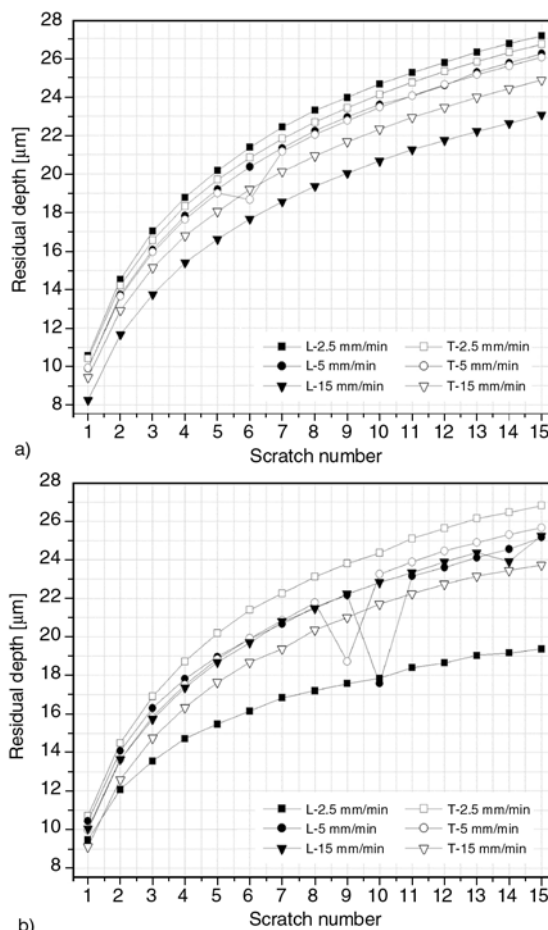 28
26
24
22
20
18
16
14
12
10
8
Residual depth [µm]
L-2.5 mm/min T-2.5 mm/min
L-5 mm/min T-5 mm/min
L-15 mm/min T-15 mm/min
1 2 3 4 5 6 7 8 9 10 11 12 13 14 15
a)
Scratch number
28
26
24
22
20
18
16
14
12
10
8
Residual depth [µm]
L-2.5 mm/min T-2.5 mm/min
L-5 mm/min T-5 mm/min
L-15 mm/min T-15 mm/min
1 2 3 4 5 6 7 8 9 10 11 12 13 14 15
b)
Scratch number